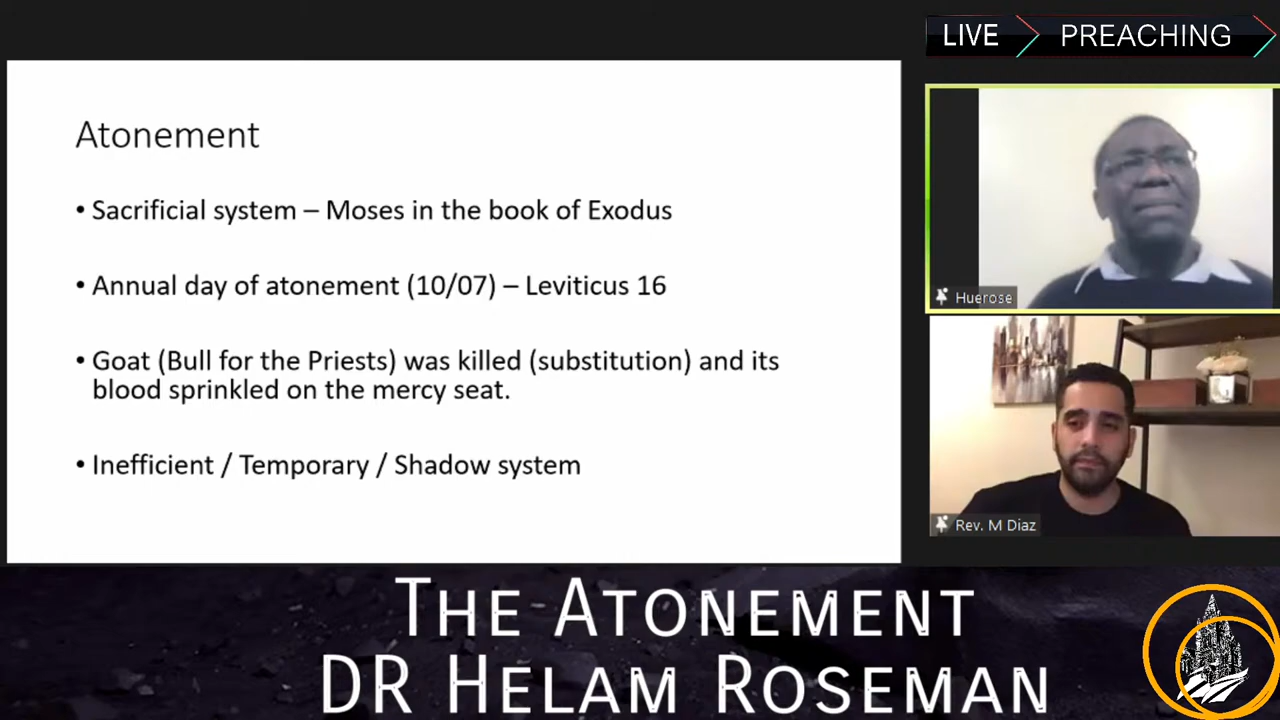 LIVE PREACHING
Atonement
• Sacrificial system – Moses in the book of Exodus
• Annual day of atonement (10/07) – Leviticus 16
• Goat (Bull for the Priests) was killed (substitution) and its
blood sprinkled on the mercy seat.
• Inefficient / Temporary / Shadow system
Huerose
Rev. M Diaz
THE ATONEMENT
DR HELAM ROSEMAN